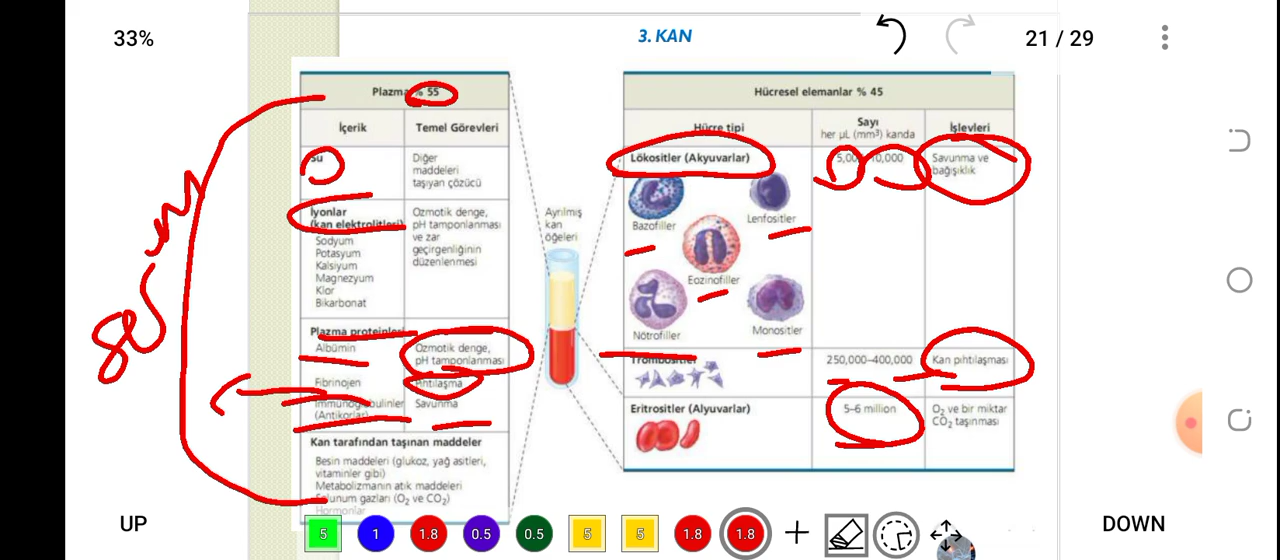 33%
3. KAN
21 / 29
Plazma % 55
İçerik
Temel Görevleri
Su
Diğer
maddeleri
taşıyan çözücü
İyonlar
(kan elektrolitleri)
Sodyum
Potasyum
Kalsiyum
Magnezyum
Klor
Bikarbonat
Ozmotik denge,
pH tamponlanması
ve zar
geçirgenliğinin
düzenlenmesi
Plazma proteinleri
Albümin
Ozmotik denge,
pH tamponlanması
Fibrinojen
Pıhtılaşma
İmmunoglobulinler
(Antikorlar)
Savunma
Kan tarafından taşınan maddeler
Besin maddeleri (glukoz, yağ asitleri,
vitaminler gibi)
Metabolizmanın atık maddeleri
Solunum gazları (O₂ ve CO₂)
Hormonlar
Ayrılmış
kan
öğeleri
Hücresel elemanlar % 45
Hücre tipi
Sayı
her µL (mm³) kanda
İşlevleri
Lökositler (Akyuvarlar)
5,000-10,000
Savunma ve
bağışıklık
Bazofiller
Lenfositler
Eozinofiller
Nötrofiller
Monositler
Trombositler
250,000–400,000
Kan pıhtılaşması
Eritrositler (Alyuvarlar)
5–6 million
O₂ ve bir miktar
CO₂ taşınması
UP
5
1
1.8
0.5
0.5
5
5
1.8
1.8
DOWN